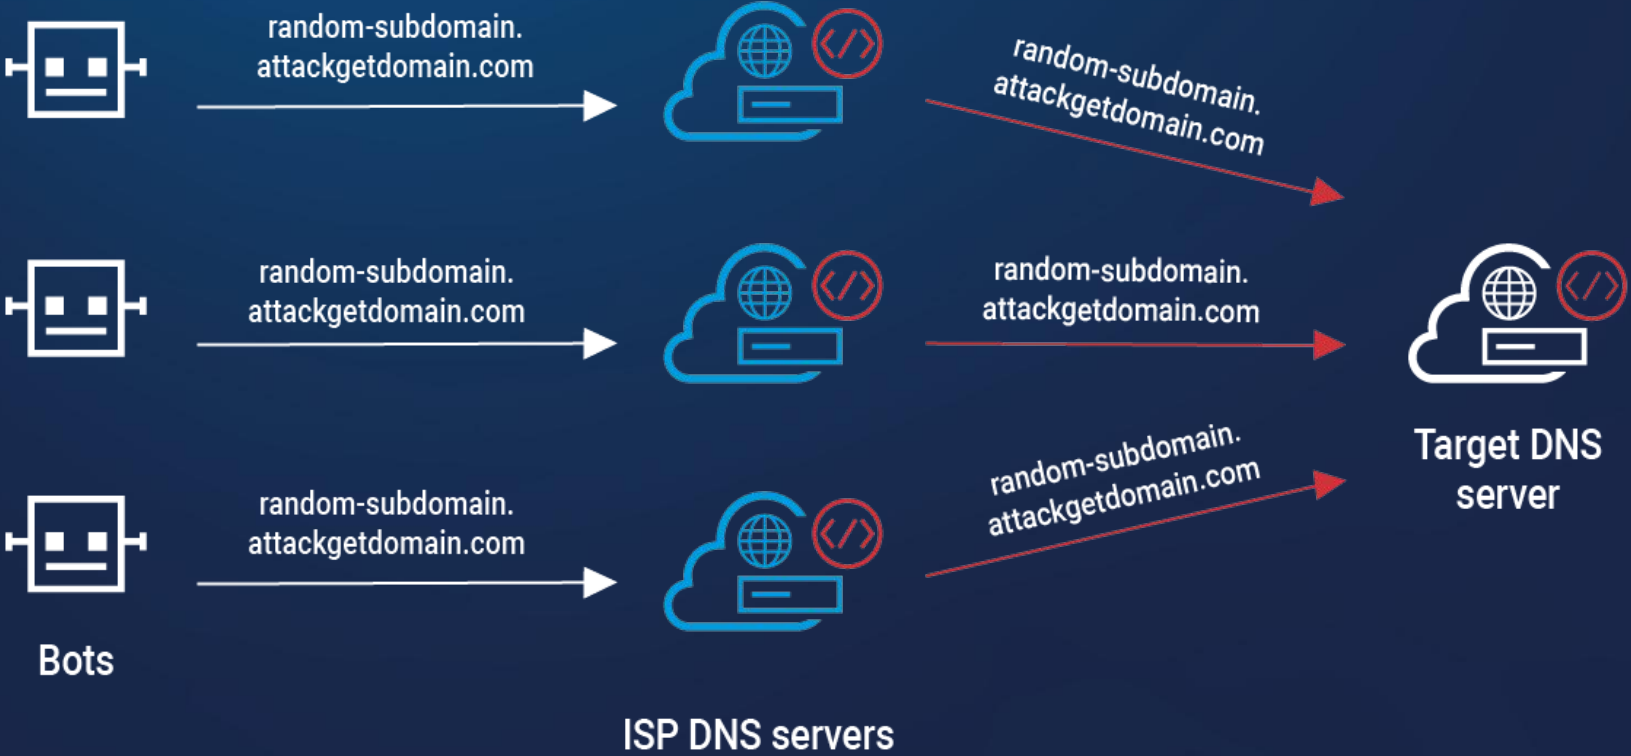 random-subdomain.
attackgetdomain.com
random-subdomain.
attackgetdomain.com
random-subdomain.
attackgetdomain.com
random-subdomain.
attackgetdomain.com
Target DNS
server
random-subdomain.
attackgetdomain.com
random-subdomain.
attackgetdomain.com
Bots
ISP DNS servers